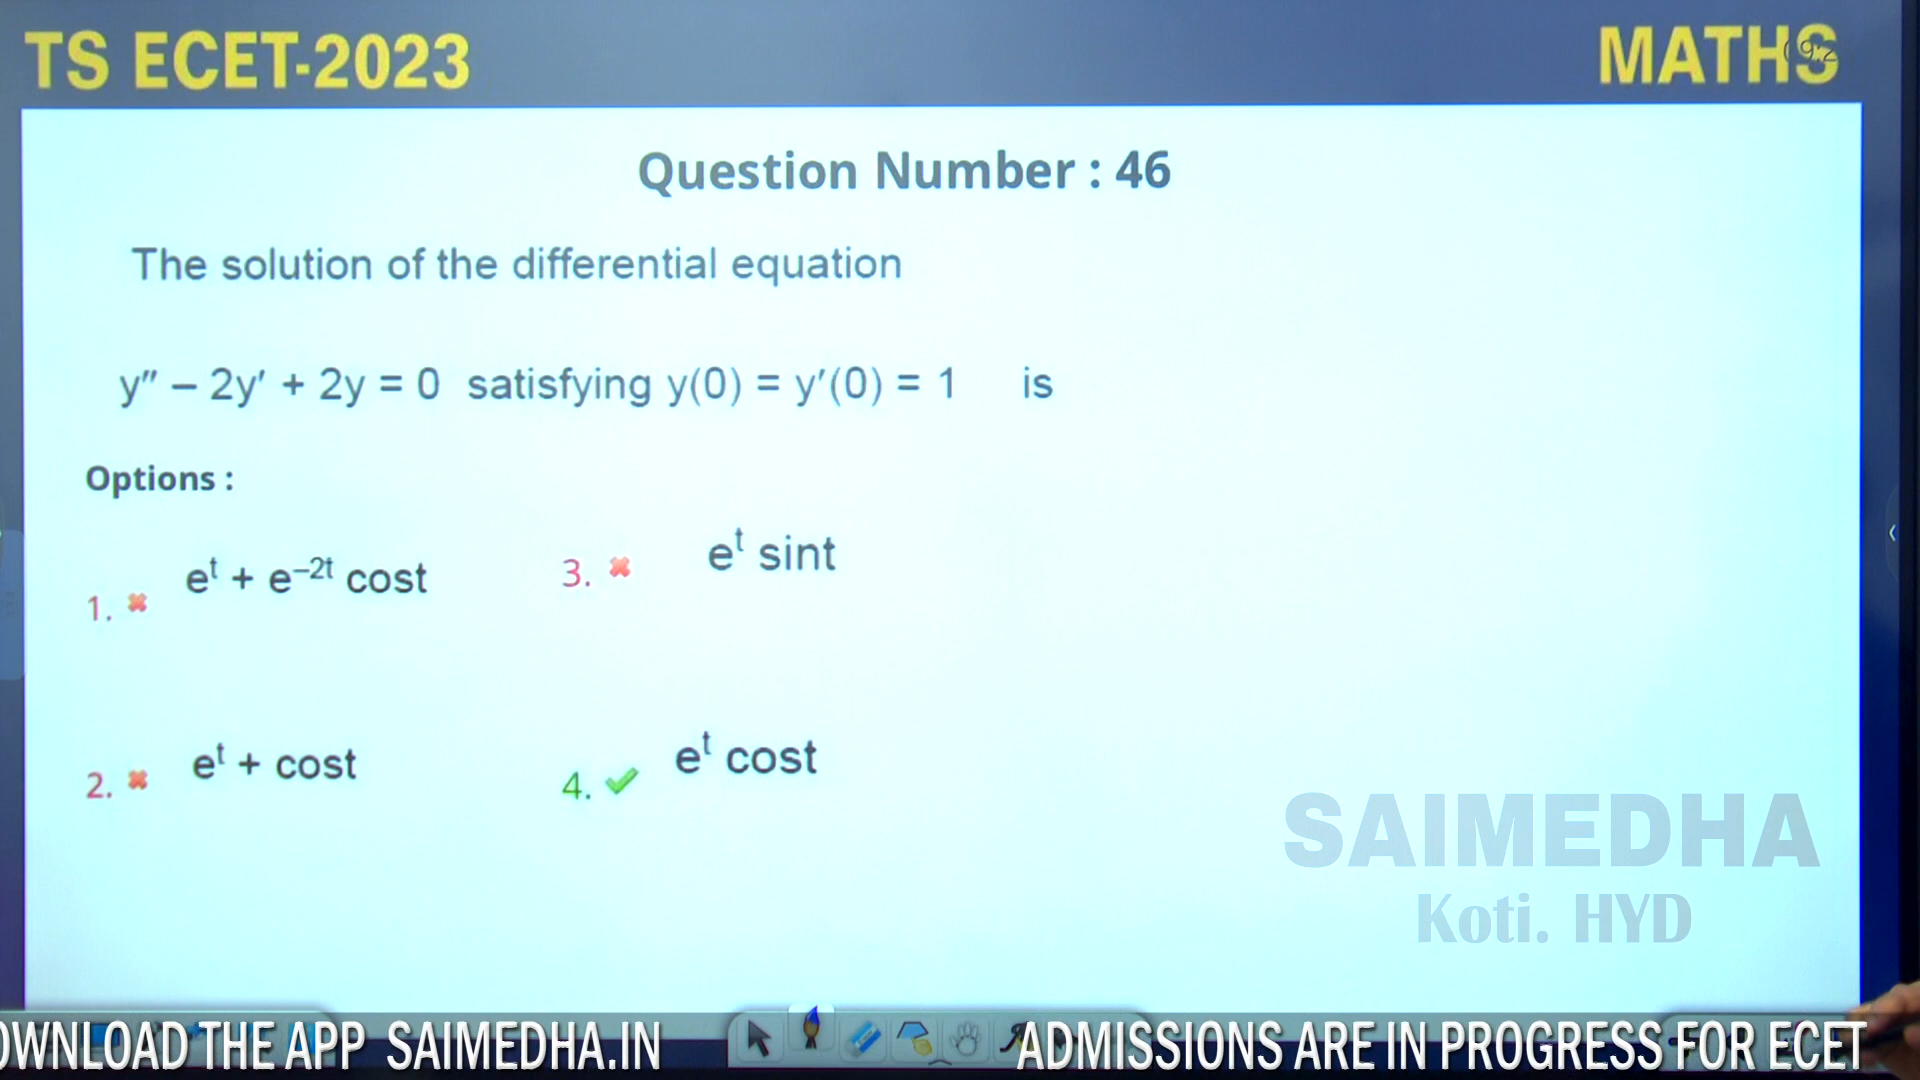 TS ECET-2023
MATHS
Question Number : 46
The solution of the differential equation
y″ – 2y′ + 2y = 0 satisfying y(0) = y′(0) = 1 is
Options :
1. ✖ eᵗ + e⁻²ᵗ cost
2. ✖ eᵗ + cost
3. ✖ eᵗ sint
4. ✔ eᵗ cost
SAIMEDHA
Koti. HYD
OWNLOAD THE APP SAIMEDHA.IN
ADMISSIONS ARE IN PROGRESS FOR ECET